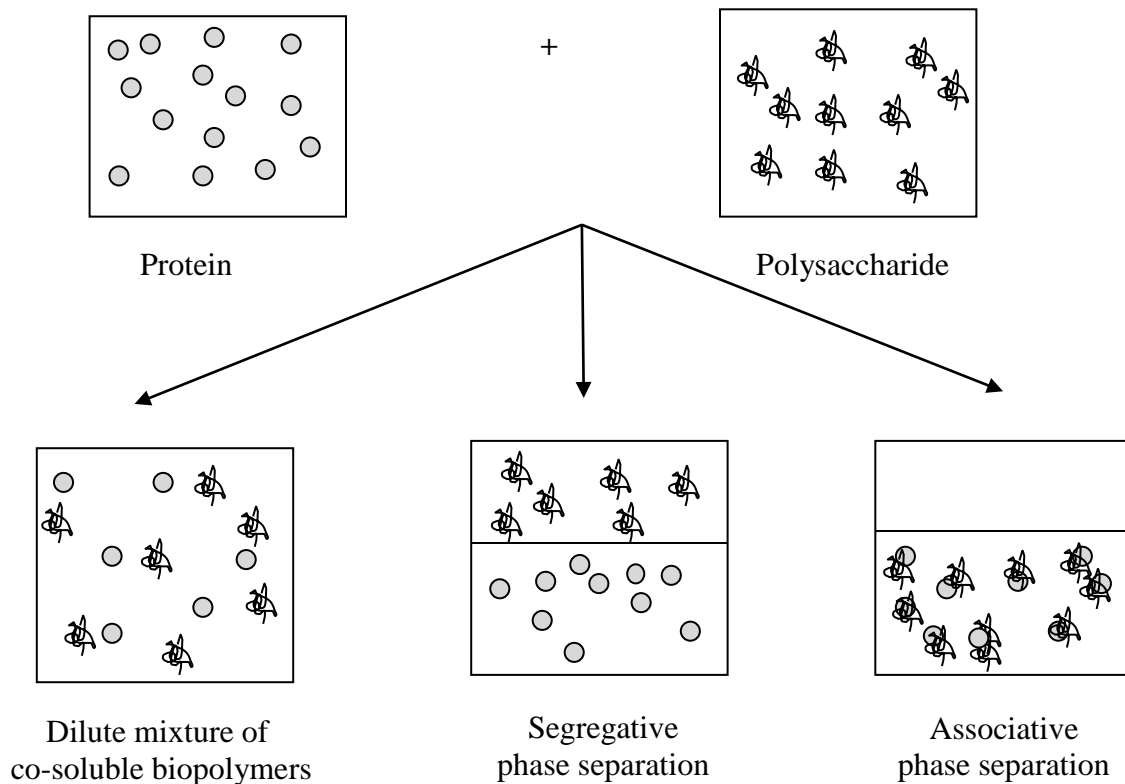 +
Protein
Polysaccharide
Dilute mixture of
co-soluble biopolymers
Segregative
phase separation
Associative
phase separation